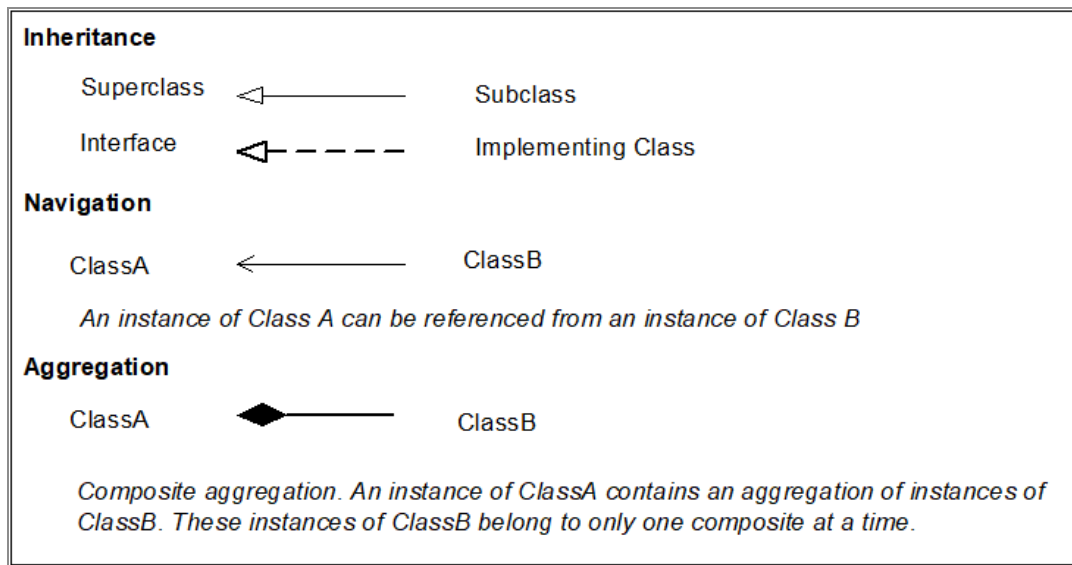 Inheritance
Superclass Subclass
Interface Implementing Class
Navigation
ClassA ClassB
An instance of Class A can be referenced from an instance of Class B
Aggregation
ClassA ClassB
Composite aggregation. An instance of ClassA contains an aggregation of instances of
ClassB. These instances of ClassB belong to only one composite at a time.